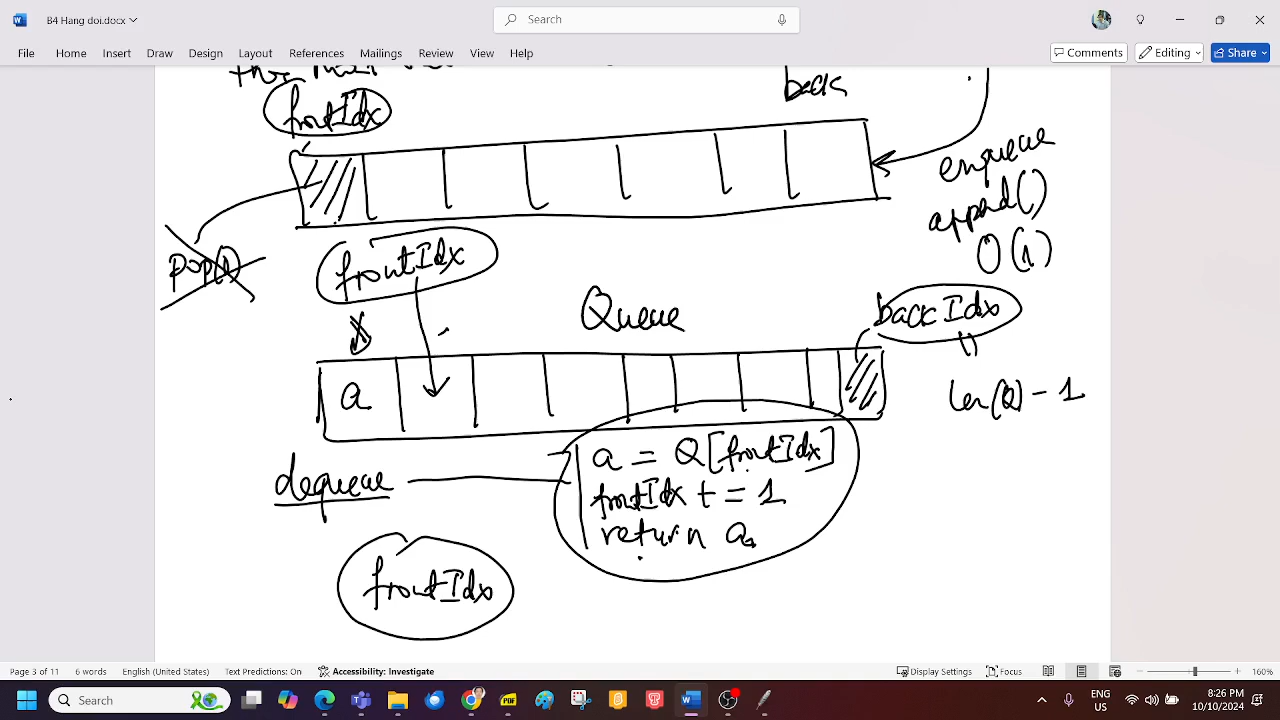 B4 Hang doi.docx
Search
File Home Insert Draw Design Layout References Mailings Review View Help
Comments Editing Share
back
frontIdx
enqueue
append()
O(1)
frontIdx
Queue
backIdx
a
len(Q) - 1
dequeue
a = Q[frontIdx]
frontIdx += 1
return a
frontIdx
Page 3 of 11 6 words English (United States) Text Predictions: On Accessibility: Investigate Display Settings Focus 160%
Search
ENG
US
8:26 PM
10/10/2024